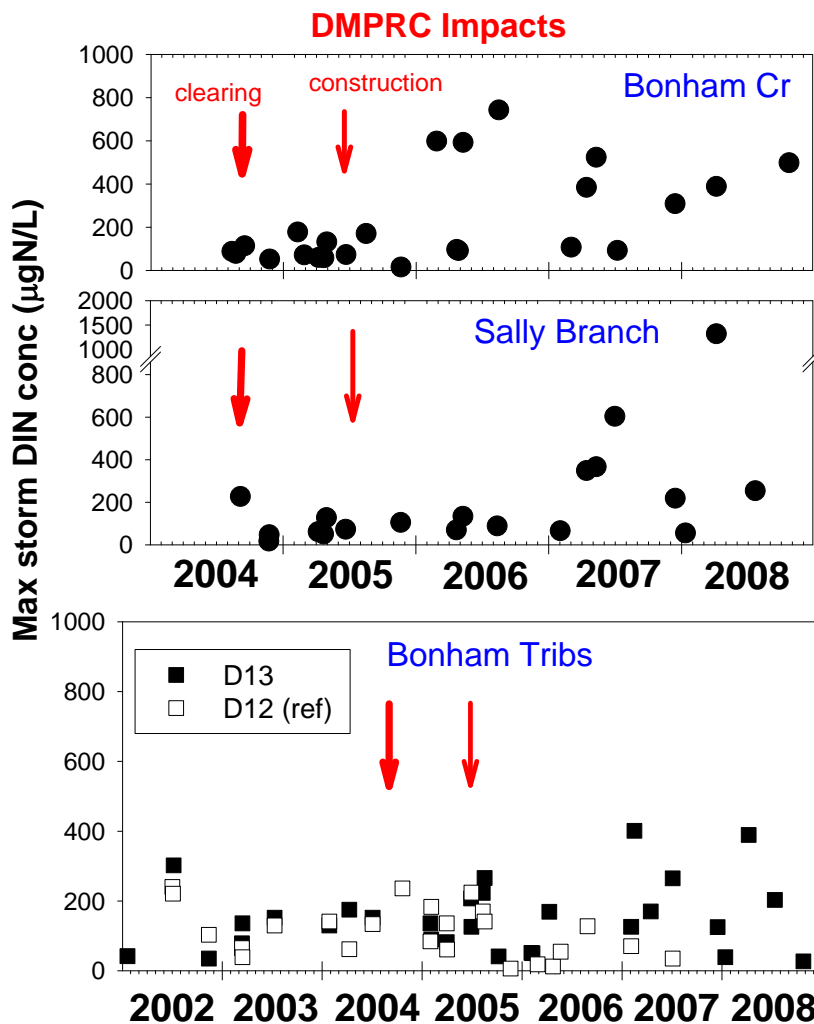 DMPRC Impacts
Max storm DIN conc (μgN/L)
1000
800
600
400
200
0
clearing
construction
Bonham Cr
2000
1500
1000
800
600
400
200
0
Sally Branch
2004 2005 2006 2007 2008
1000
800
600
400
200
0
Bonham Tribs
D13
D12 (ref)
2002 2003 2004 2005 2006 2007 2008